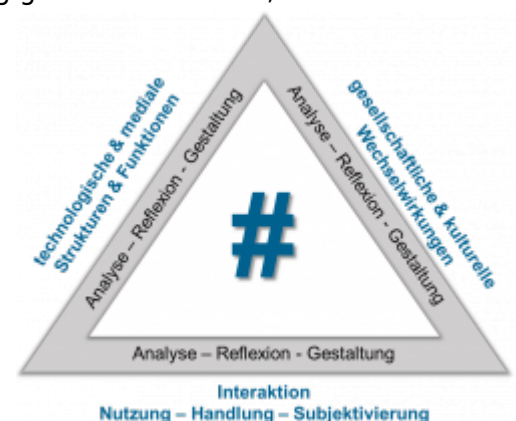 technologische & mediale
Strukturen & Funktionen
Analyse – Reflexion - Gestaltung
gesellschaftliche & kulturelle
Wechselwirkungen
Analyse – Reflexion - Gestaltung
#
Analyse – Reflexion - Gestaltung
Interaktion
Nutzung – Handlung – Subjektivierung